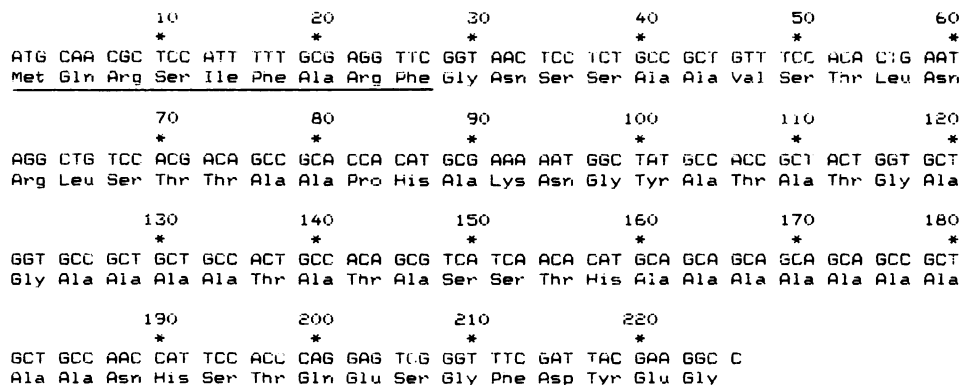 10 20 30 40 50 60
* * * * * *
ATG CAA CGC TCC ATT TTT GCG AGG TTC GGT AAC TCC TCT GCC GCT GTT TCC ACA CTG AAT
Met Gln Arg Ser Ile Phe Ala Arg Phe Gly Asn Ser Ser Ala Ala Val Ser Thr Leu Asn
70 80 90 100 110 120
* * * * * *
AGG CTG TCC ACG ACA GCC GCA CCA CAT GCG AAA AAT GGC TAT GCC ACC GCT ACT GGT GCT
Arg Leu Ser Thr Thr Ala Ala Pro His Ala Lys Asn Gly Tyr Ala Thr Ala Thr Gly Ala
130 140 150 160 170 180
* * * * * *
GGT GCC GCT GCT GCC ACT GCC ACA GCG TCA TCA ACA CAT GCA GCA GCA GCA GCA GCC GCT
Gly Ala Ala Ala Ala Thr Ala Thr Ala Ser Ser Thr His Ala Ala Ala Ala Ala Ala Ala
190 200 210 220
* * * *
GCT GCC AAC CAT TCC ACC CAG GAG TCG GGT TTC GAT TAC GAA GGC C
Ala Ala Asn His Ser Thr Gln Glu Ser Gly Phe Asp Tyr Glu Gly